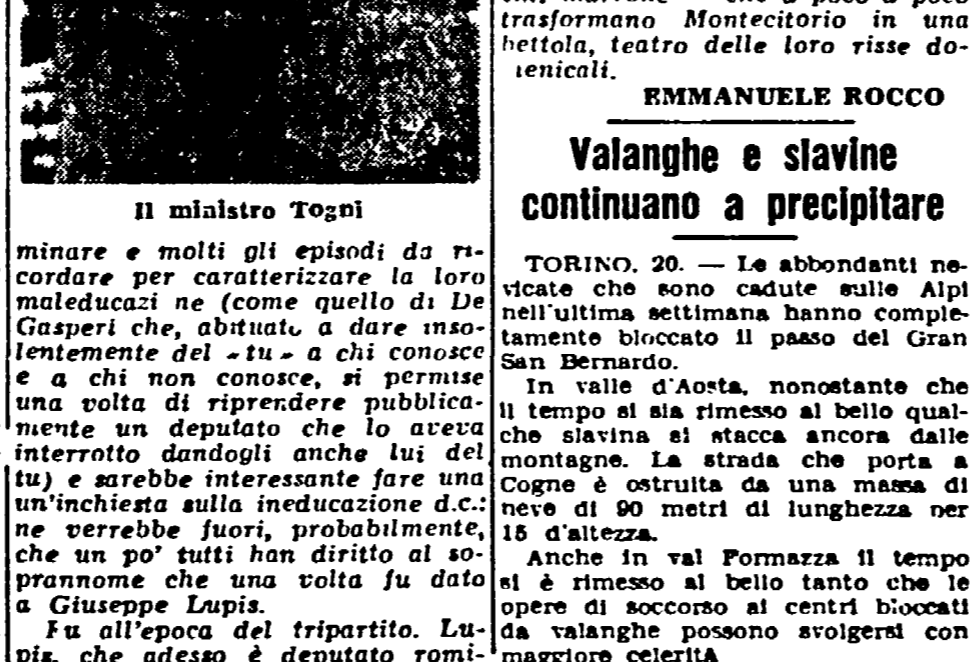 Il ministro Togni
minare e molti gli episodi da ri-
cordare per caratterizzare la loro
maleducazi ne (come quello di De
Gasperi che, abituato a dare inso-
lentemente del «tu» a chi conosce
e a chi non conosce, si permise
una volta di riprendere pubblica-
mente un deputato che lo aveva
interrotto dandogli anche lui del
tu) e sarebbe interessante fare una
un'inchiesta sulla ineducazione d.c.:
ne verrebbe fuori, probabilmente,
che un po' tutti han diritto al so-
prannome che una volta fu dato
a Giuseppe Lupis.
Fu all'epoca del tripartito. Lu-
pis, che adesso è deputato romi-
che a poco a poco
trasformano Montecitorio in una
bettola, teatro delle loro risse do-
menicali.
EMMANUELE ROCCO
Valanghe e slavine
continuano a precipitare
TORINO, 20. — Le abbondanti ne-
vicate che sono cadute sulle Alpi
nell'ultima settimana hanno comple-
tamente bloccato il passo del Gran
San Bernardo.
In valle d'Aosta, nonostante che
il tempo si sia rimesso al bello qual-
che slavina si stacca ancora dalle
montagne. La strada che porta a
Cogne è ostruita da una massa di
neve di 90 metri di lunghezza per
15 d'altezza.
Anche in val Formazza il tempo
si è rimesso al bello tanto che le
opere di soccorso ai centri bloccati
da valanghe possono svolgersi con
maggiore celerità